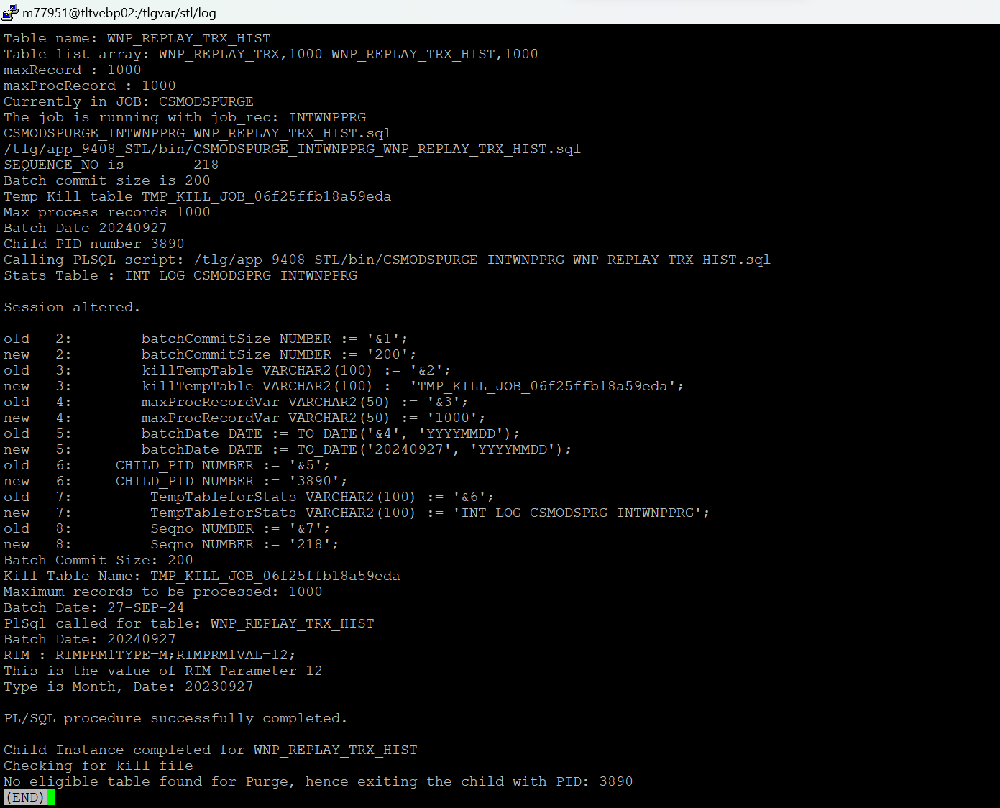 m77951@tltvebp02:/tlgvar/stl/log
Table name: WNP_REPLAY_TRX_HIST
Table list array: WNP_REPLAY_TRX,1000 WNP_REPLAY_TRX_HIST,1000
maxRecord : 1000
maxProcRecord : 1000
Currently in JOB: CSMODSPURGE
The job is running with job_rec: INTWNPPRG
CSMODSPURGE_INTWNPPRG_WNP_REPLAY_TRX_HIST.sql
/tlg/app_9408_STL/bin/CSMODSPURGE_INTWNPPRG_WNP_REPLAY_TRX_HIST.sql
SEQUENCE_NO is        218
Batch commit size is 200
Temp Kill table TMP_KILL_JOB_06f25ffb18a59eda
Max process records 1000
Batch Date 20240927
Child PID number 3890
Calling PLSQL script: /tlg/app_9408_STL/bin/CSMODSPURGE_INTWNPPRG_WNP_REPLAY_TRX_HIST.sql
Stats Table : INT_LOG_CSMODSPRG_INTWNPPRG
Session altered.
old   2:        batchCommitSize NUMBER := '&1';
new   2:        batchCommitSize NUMBER := '200';
old   3:        killTempTable VARCHAR2(100) := '&2';
new   3:        killTempTable VARCHAR2(100) := 'TMP_KILL_JOB_06f25ffb18a59eda';
old   4:        maxProcRecordVar VARCHAR2(50) := '&3';
new   4:        maxProcRecordVar VARCHAR2(50) := '1000';
old   5:        batchDate DATE := TO_DATE('&4', 'YYYYMMDD');
new   5:        batchDate DATE := TO_DATE('20240927', 'YYYYMMDD');
old   6:     CHILD_PID NUMBER := '&5';
new   6:     CHILD_PID NUMBER := '3890';
old   7:         TempTableforStats VARCHAR2(100) := '&6';
new   7:         TempTableforStats VARCHAR2(100) := 'INT_LOG_CSMODSPRG_INTWNPPRG';
old   8:         Seqno NUMBER := '&7';
new   8:         Seqno NUMBER := '218';
Batch Commit Size: 200
Kill Table Name: TMP_KILL_JOB_06f25ffb18a59eda
Maximum records to be processed: 1000
Batch Date: 27-SEP-24
PlSql called for table: WNP_REPLAY_TRX_HIST
Batch Date: 20240927
RIM : RIMPRM1TYPE=M;RIMPRM1VAL=12;
This is the value of RIM Parameter 12
Type is Month, Date: 20230927
PL/SQL procedure successfully completed.
Child Instance completed for WNP_REPLAY_TRX_HIST
Checking for kill file
No eligible table found for Purge, hence exiting the child with PID: 3890
(END)